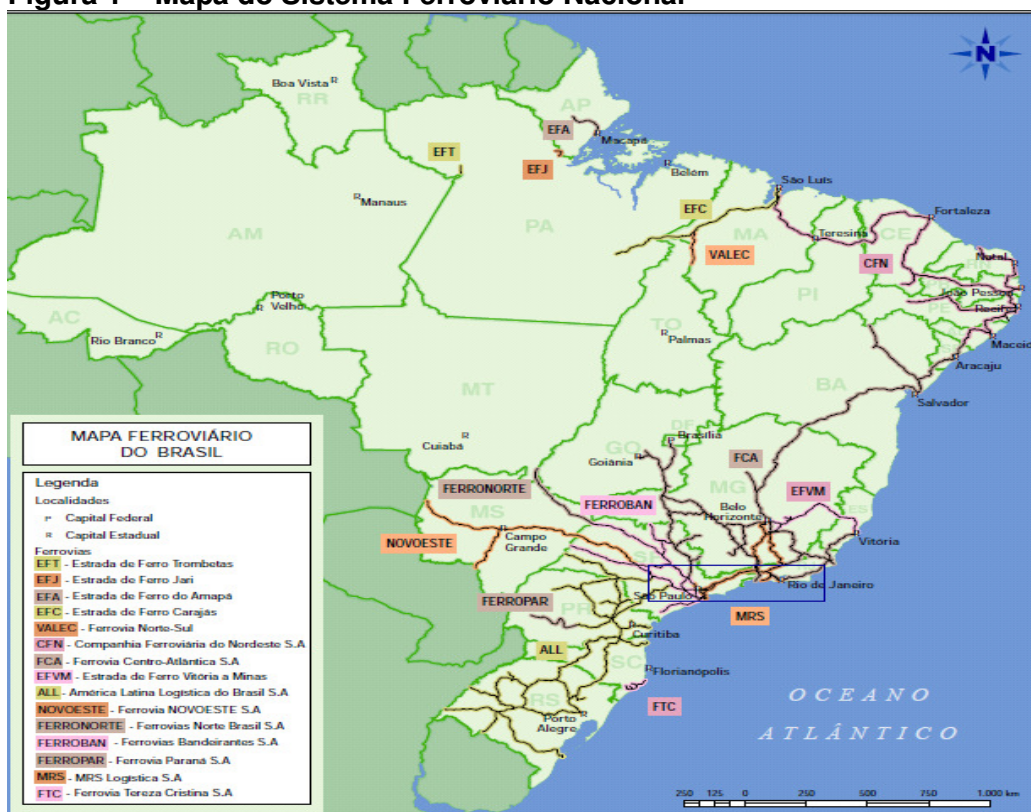 Figura 1 – Mapa do Sistema Ferroviário Nacional
N
Boa Vista
RR
AP
EFA
Macapá
EFT
EFJ
Belém
São Luís
Manaus
EFC
Fortaleza
AM
PA
MA
Teresina
CE
VALEC
CFN
Natal
RN
PI
PB
João Pessoa
Porto
Velho
PE
Recife
AC
TO
Maceió
Rio Branco
Palmas
RO
Aracaju
MT
BA
Salvador
DF
Brasília
Cuiabá
GO
Goiânia
FCA
FERRONORTE
MG
EFVM
FERROBAN
MS
Belo
Horizonte
ES
NOVOESTE
Campo
Grande
Vitória
SP
Rio de Janeiro
São Paulo
FERROPAR
PR
MRS
Curitiba
ALL
SC
Florianópolis
RS
FTC
Porto
Alegre
OCEANO
ATLÂNTICO
MAPA FERROVIÁRIO
DO BRASIL
Legenda
Localidades
Capital Federal
Capital Estadual
Ferrovias
EFT - Estrada de Ferro Trombetas
EFJ - Estrada de Ferro Jari
EFA - Estrada de Ferro do Amapá
EFC - Estrada de Ferro Carajás
VALEC - Ferrovia Norte-Sul
CFN - Companhia Ferroviária do Nordeste S.A
FCA - Ferrovia Centro-Atlântica S.A
EFVM - Estrada de Ferro Vitória a Minas
ALL - América Latina Logística do Brasil S.A
NOVOESTE - Ferrovia NOVOESTE S.A
FERRONORTE - Ferrovias Norte Brasil S.A
FERROBAN - Ferrovias Bandeirantes S.A
FERROPAR - Ferrovia Paraná S.A
MRS - MRS Logística S.A
FTC - Ferrovia Tereza Cristina S.A
250 125 0 250 500 750 1.000 km